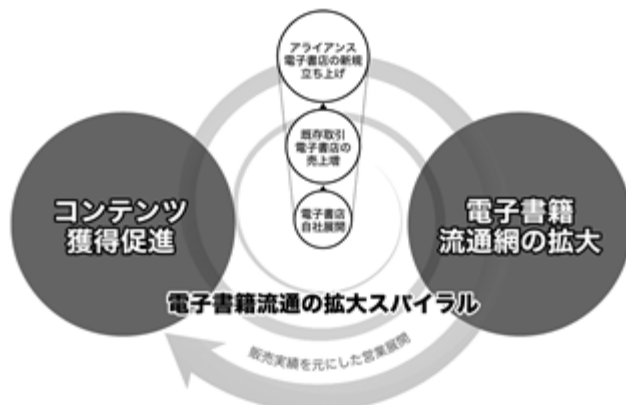 アライアンス
電子書店の新規
立ち上げ
既存取引
電子書店の
売上増
電子書店
自社展開
コンテンツ
獲得促進
電子書籍
流通網の拡大
電子書籍流通の拡大スパイラル
販売実績を元にした営業展開